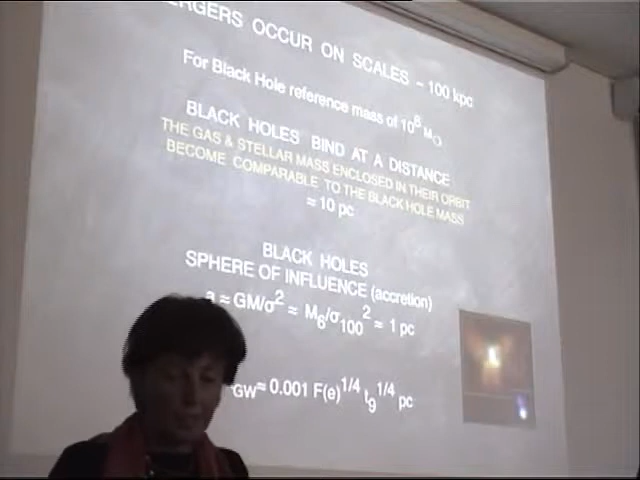 ERGERS OCCUR ON SCALES ~ 100 kpc
For Black Hole reference mass of 10⁸ M⊙
BLACK HOLES BIND AT A DISTANCE
THE GAS & STELLAR MASS ENCLOSED IN THEIR ORBIT
BECOME COMPARABLE TO THE BLACK HOLE MASS
≈ 10 pc
BLACK HOLES
SPHERE OF INFLUENCE (accretion)
a ≈ GM/σ² ≈ M₆/σ₁₀₀² ≈ 1 pc
GW ≈ 0.001 F(e)^1/4 t₉^1/4 pc